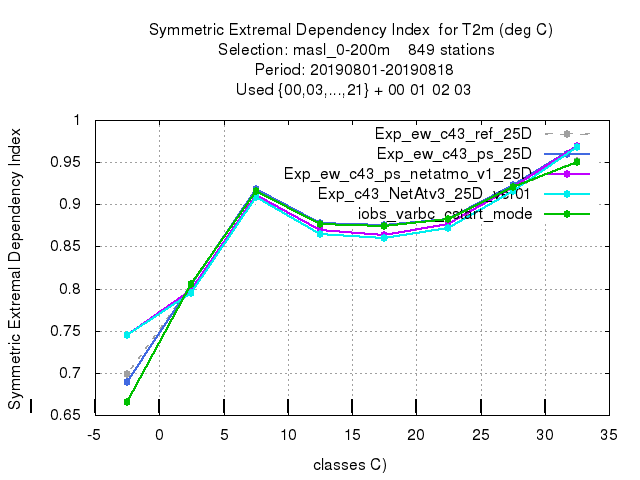 Symmetric Extremal Dependency Index  for T2m (deg C)
Selection: masl_0-200m    849 stations
Period: 20190801-20190818
Used {00,03,...,21} + 00 01 02 03
Symmetric Extremal Dependency Index
1
0.95
0.9
0.85
0.8
0.75
0.7
0.65
Exp_ew_c43_ref_25D
Exp_ew_c43_ps_25D
Exp_ew_c43_ps_netatmo_v1_25D
Exp_c43_NetAtv3_25D_ver01
iobs_varbc_cstart_mode
-5 0 5 10 15 20 25 30 35
classes C)